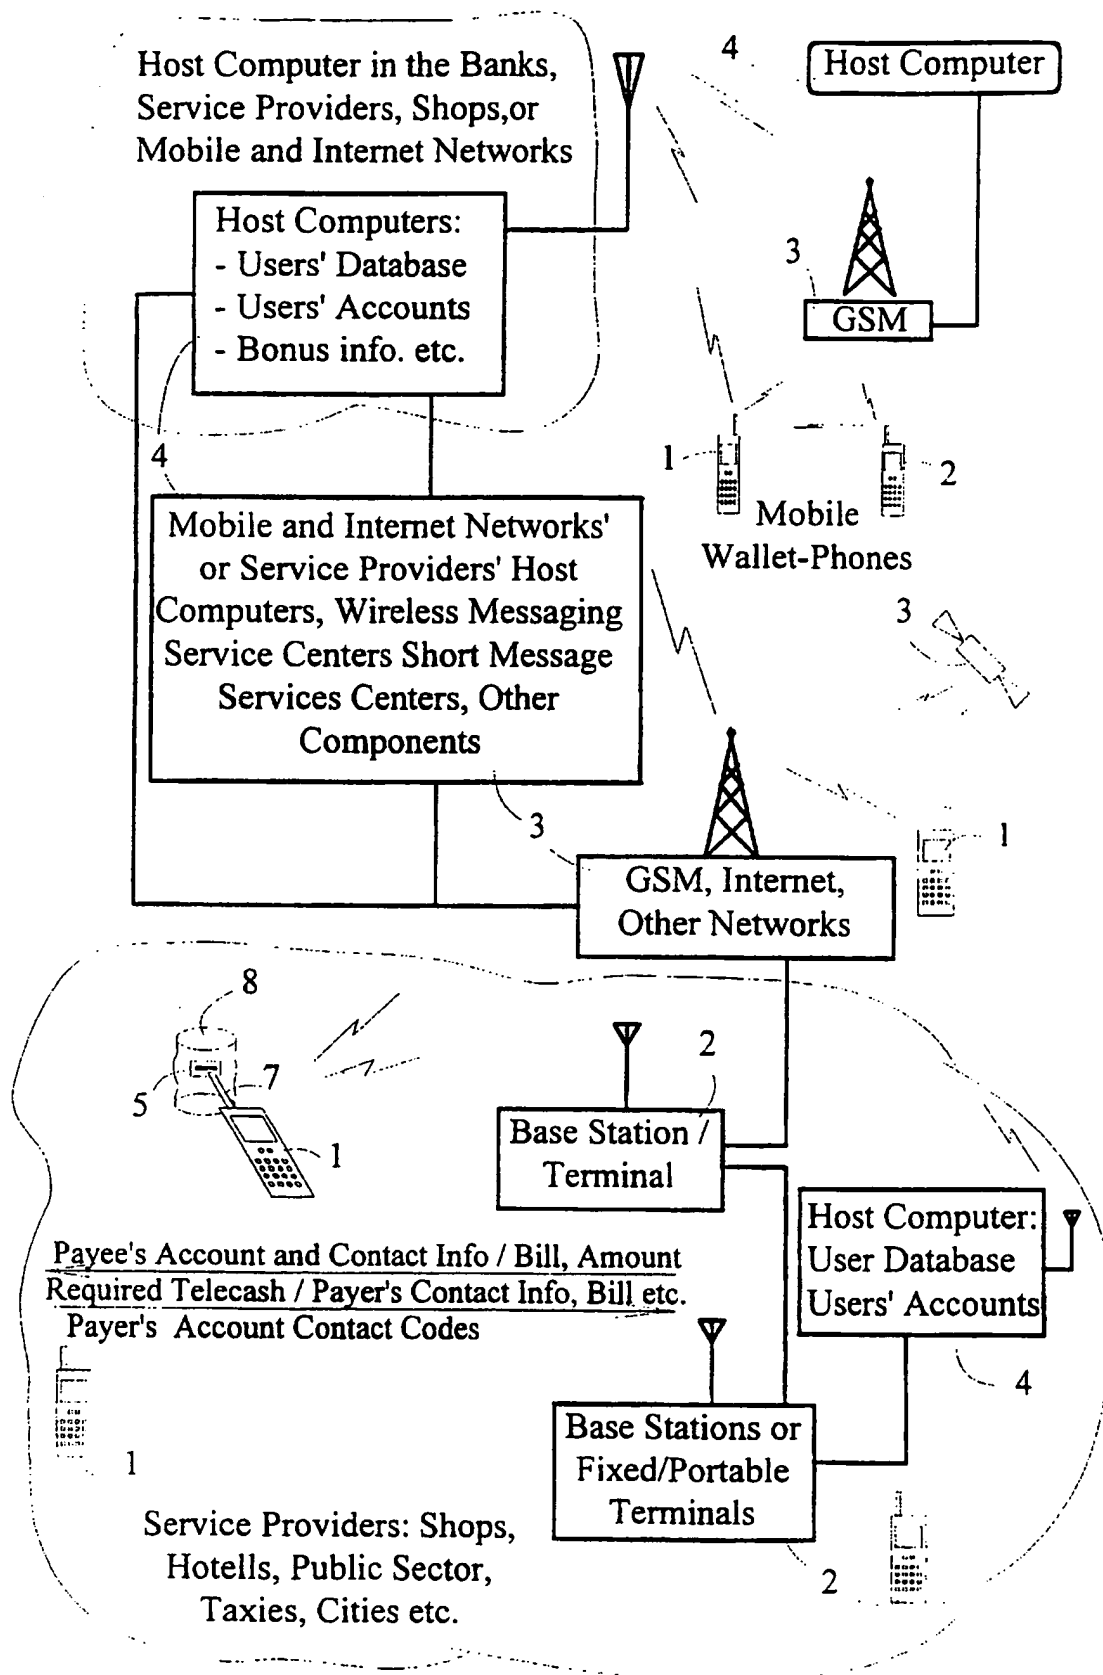 Host Computer in the Banks,
Service Providers, Shops,or
Mobile and Internet Networks
4
Host Computer
Host Computers:
- Users' Database
- Users' Accounts
- Bonus info. etc.
3
GSM
4
1
2
Mobile
Wallet-Phones
Mobile and Internet Networks'
or Service Providers' Host
Computers, Wireless Messaging
Service Centers Short Message
Services Centers, Other
Components
3
3
1
GSM, Internet,
Other Networks
8
5
7
1
2
Base Station /
Terminal
Host Computer:
User Database
Users' Accounts
4
Payee's Account and Contact Info / Bill, Amount
Required Telecash / Payer's Contact Info, Bill etc.
Payer's Account Contact Codes
1
Base Stations or
Fixed/Portable
Terminals
2
Service Providers: Shops,
Hotells, Public Sector,
Taxies, Cities etc.